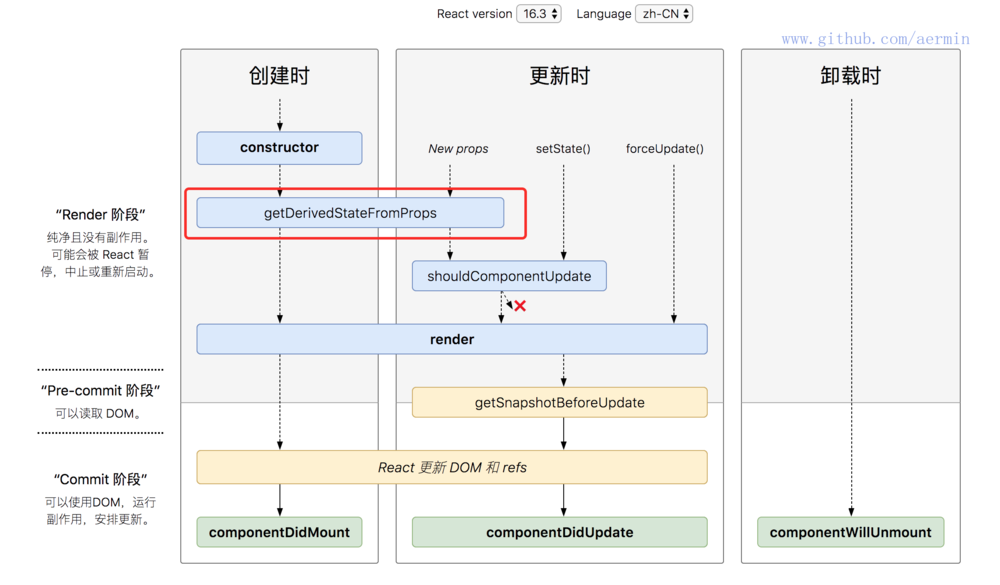 React version 16.3 Language zh-CN
www.github.com/aermin
创建时
更新时
卸载时
constructor
New props
setState()
forceUpdate()
getDerivedStateFromProps
“Render 阶段”
纯净且没有副作用。
可能会被 React 暂
停，中止或重新启动。
shouldComponentUpdate
render
“Pre-commit 阶段”
可以读取 DOM。
getSnapshotBeforeUpdate
React 更新 DOM 和 refs
“Commit 阶段”
可以使用DOM，运行
副作用，安排更新。
componentDidMount
componentDidUpdate
componentWillUnmount